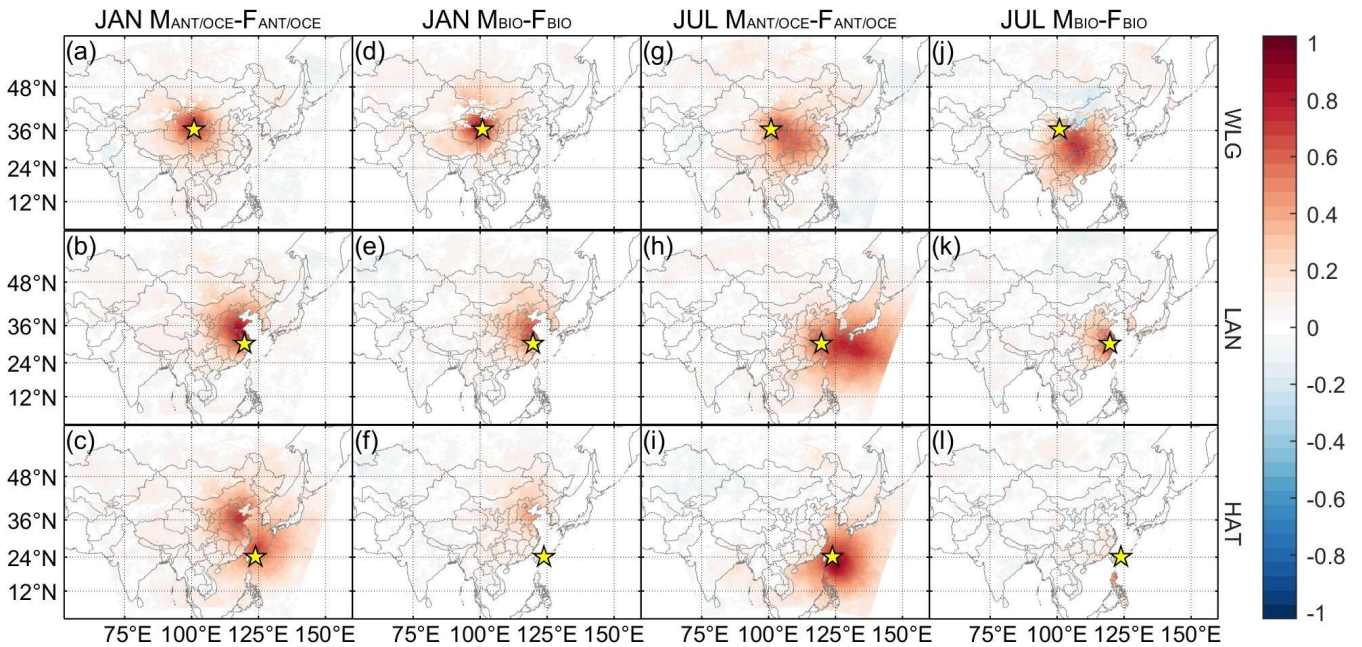 JAN MANT/OCE-FANT/OCE JAN MBIO-FBIO JUL MANT/OCE-FANT/OCE JUL MBIO-FBIO
(a) (d) (g) (j) 1
48°N 0.8
36°N WLG 0.6
24°N
12°N 0.4
(b) (e) (h) (k) 0.2
48°N
36°N LAN 0
24°N -0.2
12°N
(c) (f) (i) (l) -0.4
48°N -0.6
36°N HAT
24°N -0.8
12°N -1
75°E 100°E 125°E 150°E 75°E 100°E 125°E 150°E 75°E 100°E 125°E 150°E 75°E 100°E 125°E 150°E